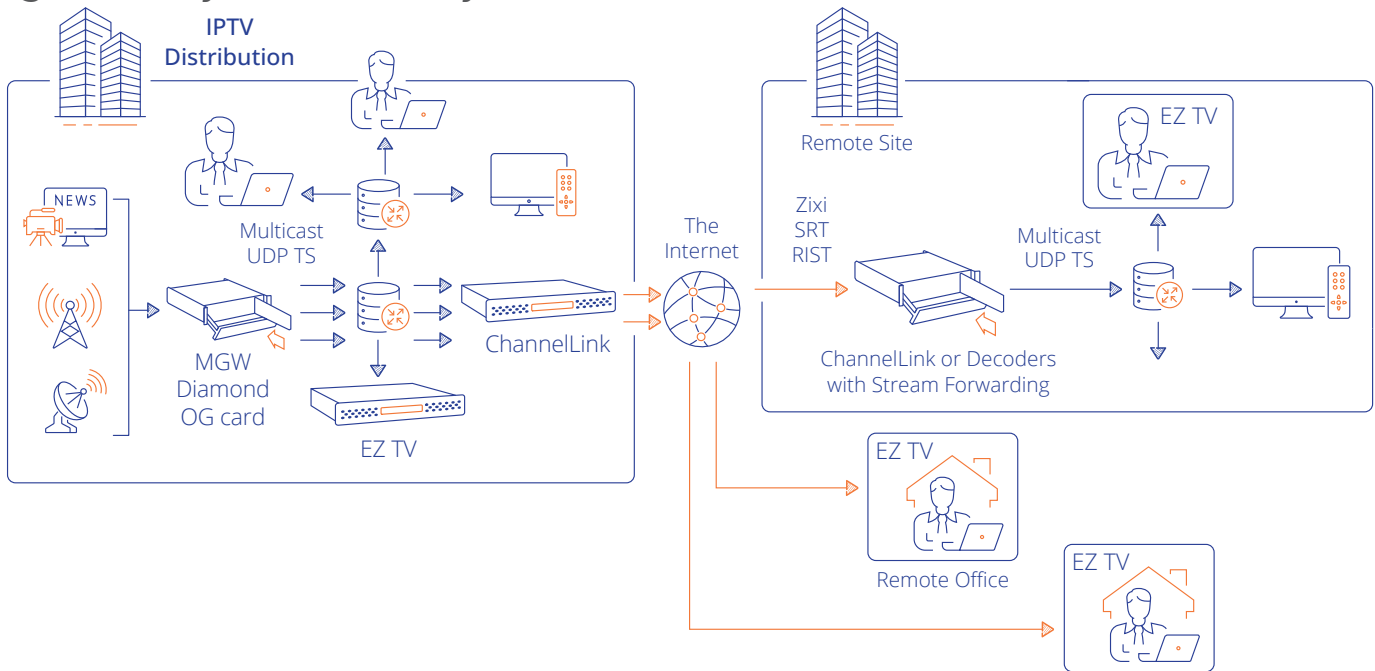 IPTV
Distribution
NEWS
Multicast
UDP TS
MGW
Diamond
OG card
EZ TV
ChannelLink
The
Internet
Remote Site
Zixi
SRT
RIST
EZ TV
Multicast
UDP TS
ChannelLink or Decoders
with Stream Forwarding
EZ TV
Remote Office
EZ TV